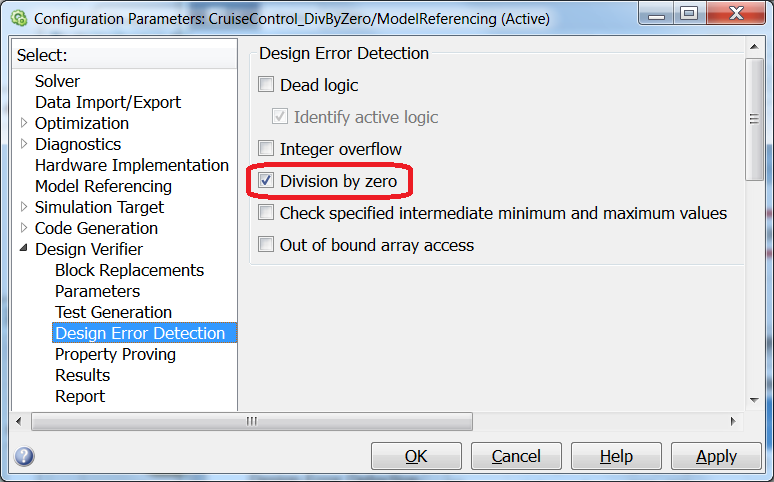 Configuration Parameters: CruiseControl_DivByZero/ModelReferencing (Active)
Select:
Solver
Data Import/Export
Optimization
Diagnostics
Hardware Implementation
Model Referencing
Simulation Target
Code Generation
Design Verifier
Block Replacements
Parameters
Test Generation
Design Error Detection
Property Proving
Results
Report
Design Error Detection
Dead logic
Identify active logic
Integer overflow
Division by zero
Check specified intermediate minimum and maximum values
Out of bound array access
OK Cancel Help Apply